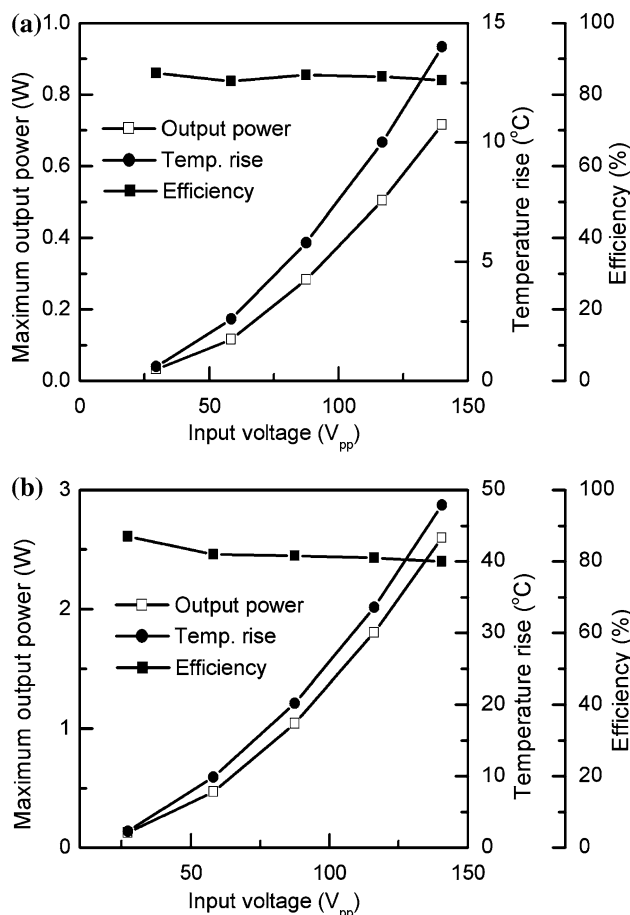 (a)
1.0
0.8
0.6
0.4
0.2
0.0
Maximum output power (W)
Output power
Temp. rise
Efficiency
0
50
100
150
Input voltage (Vpp)
15
10
5
0
Temperature rise (°C)
100
80
60
40
20
0
Efficiency (%)
(b)
3
2
1
0
Maximum output power (W)
Output power
Temp. rise
Efficiency
0
50
100
150
Input voltage (Vpp)
50
40
30
20
10
0
Temperature rise (°C)
100
80
60
40
20
0
Efficiency (%)